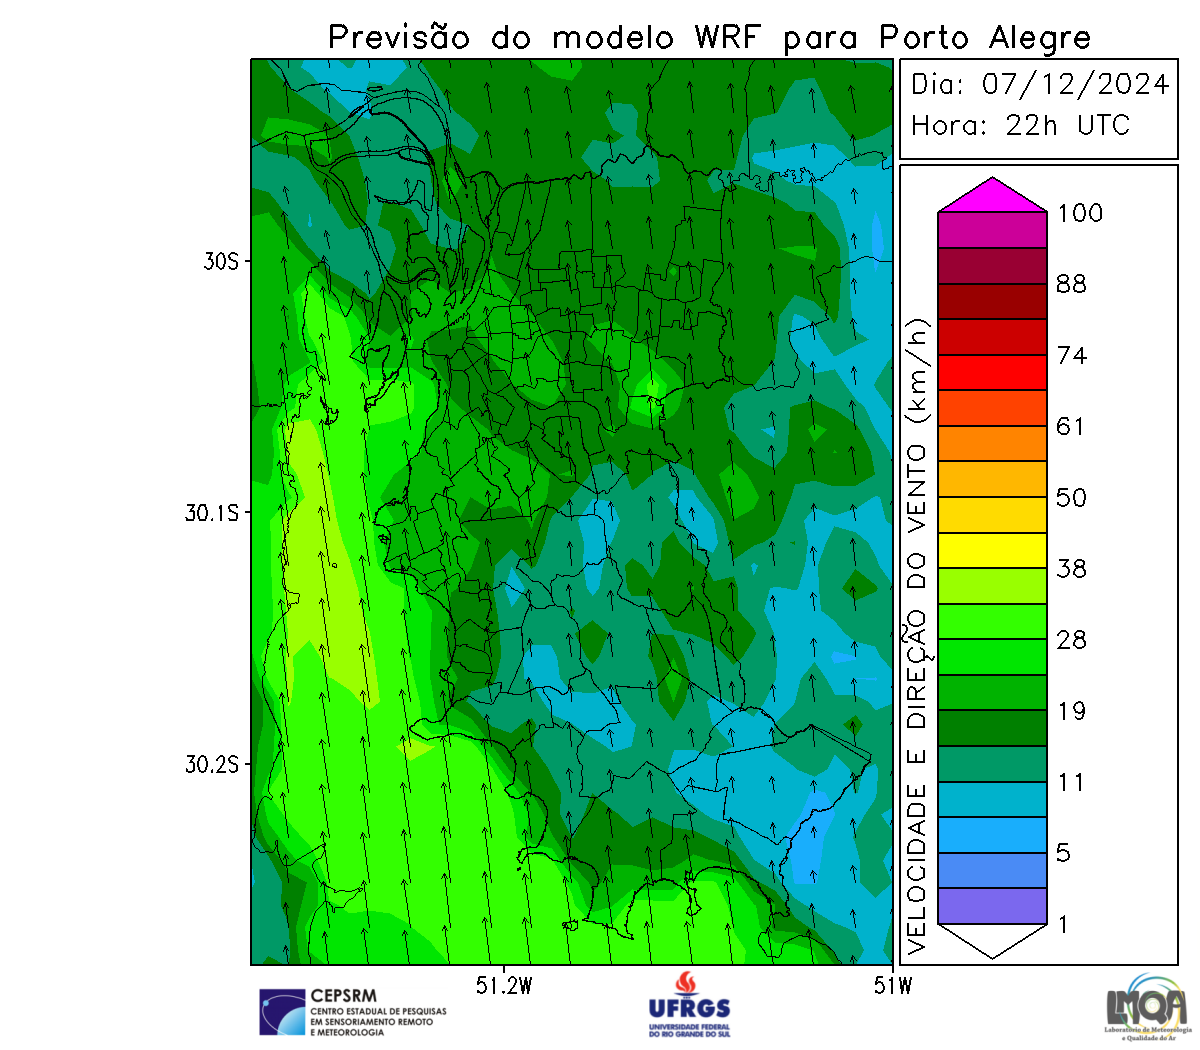 Previsão do modelo WRF para Porto Alegre
Dia: 07/12/2024
Hora: 22h UTC
VELOCIDADE E DIREÇÃO DO VENTO (km/h)
100
88
74
61
50
38
28
19
11
5
1
30S
30.1S
30.2S
51.2W
51W
CEPSRM
CENTRO ESTADUAL DE PESQUISAS
EM SENSORIAMENTO REMOTO
E METEOROLOGIA
UFRGS
UNIVERSIDADE FEDERAL
DO RIO GRANDE DO SUL
LMQA
Laboratório de Meteorologia
e Qualidade do Ar